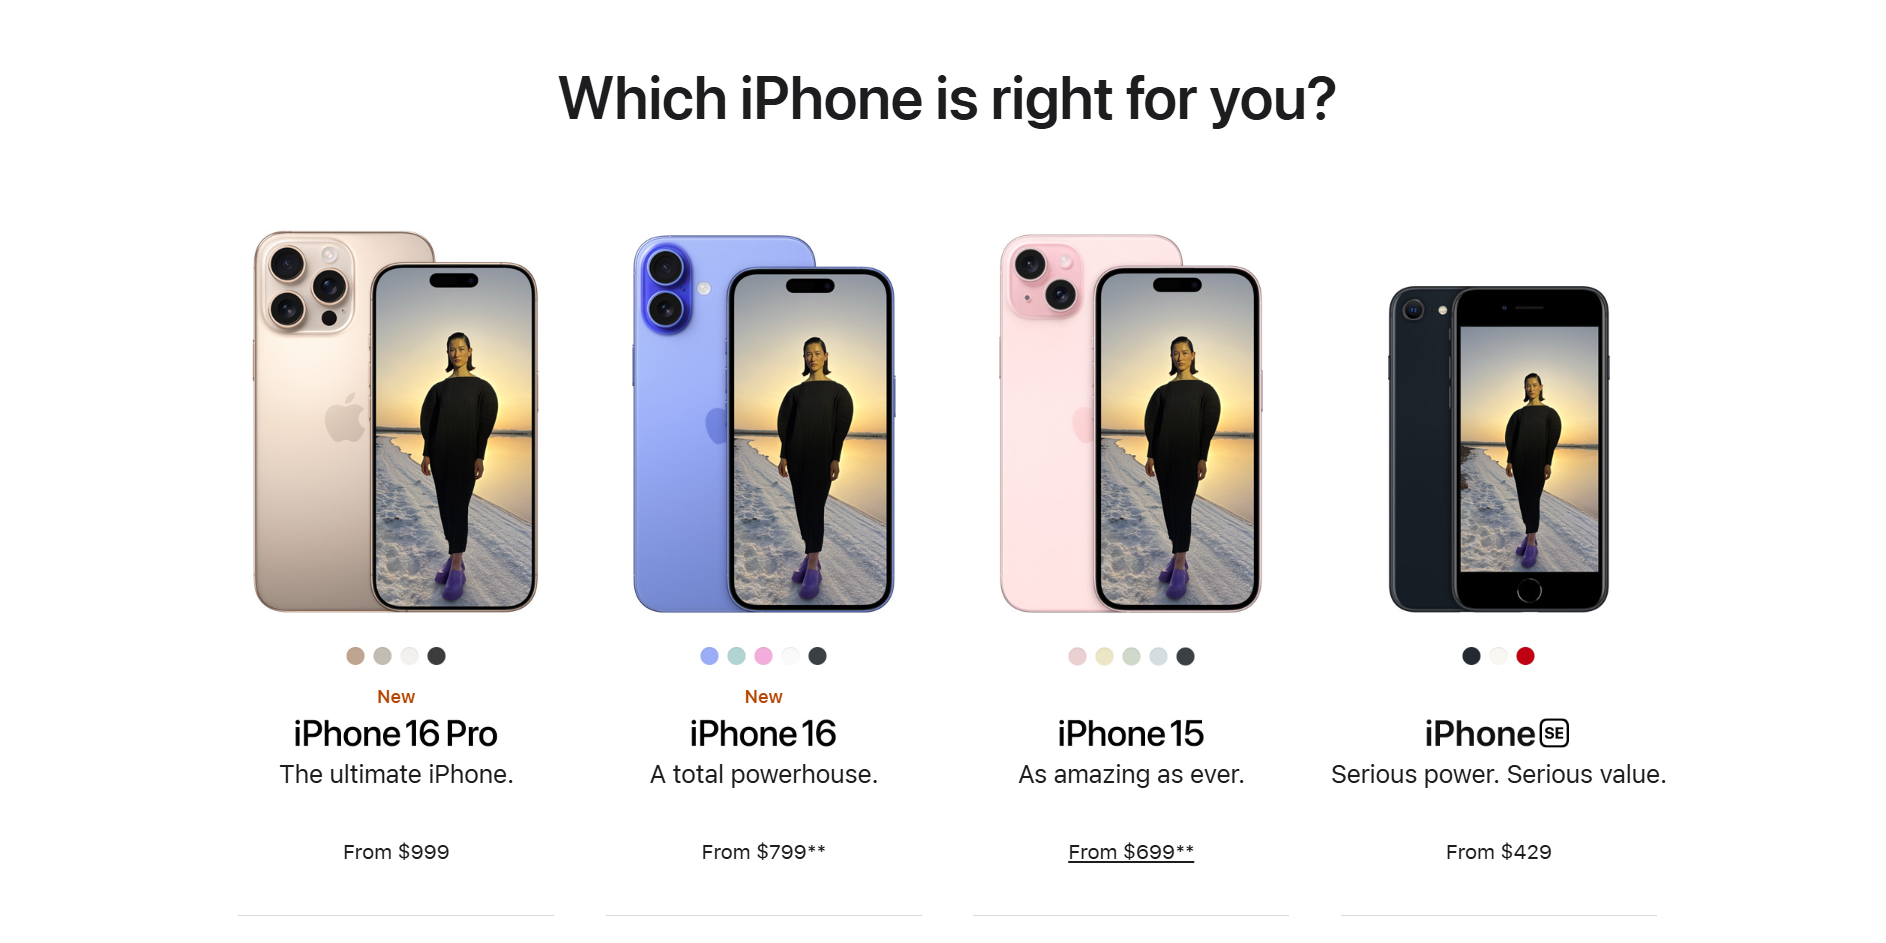 Which iPhone is right for you?
New
iPhone 16 Pro
The ultimate iPhone.
From $999
New
iPhone 16
A total powerhouse.
From $799**
iPhone 15
As amazing as ever.
From $699**
iPhone SE
Serious power. Serious value.
From $429